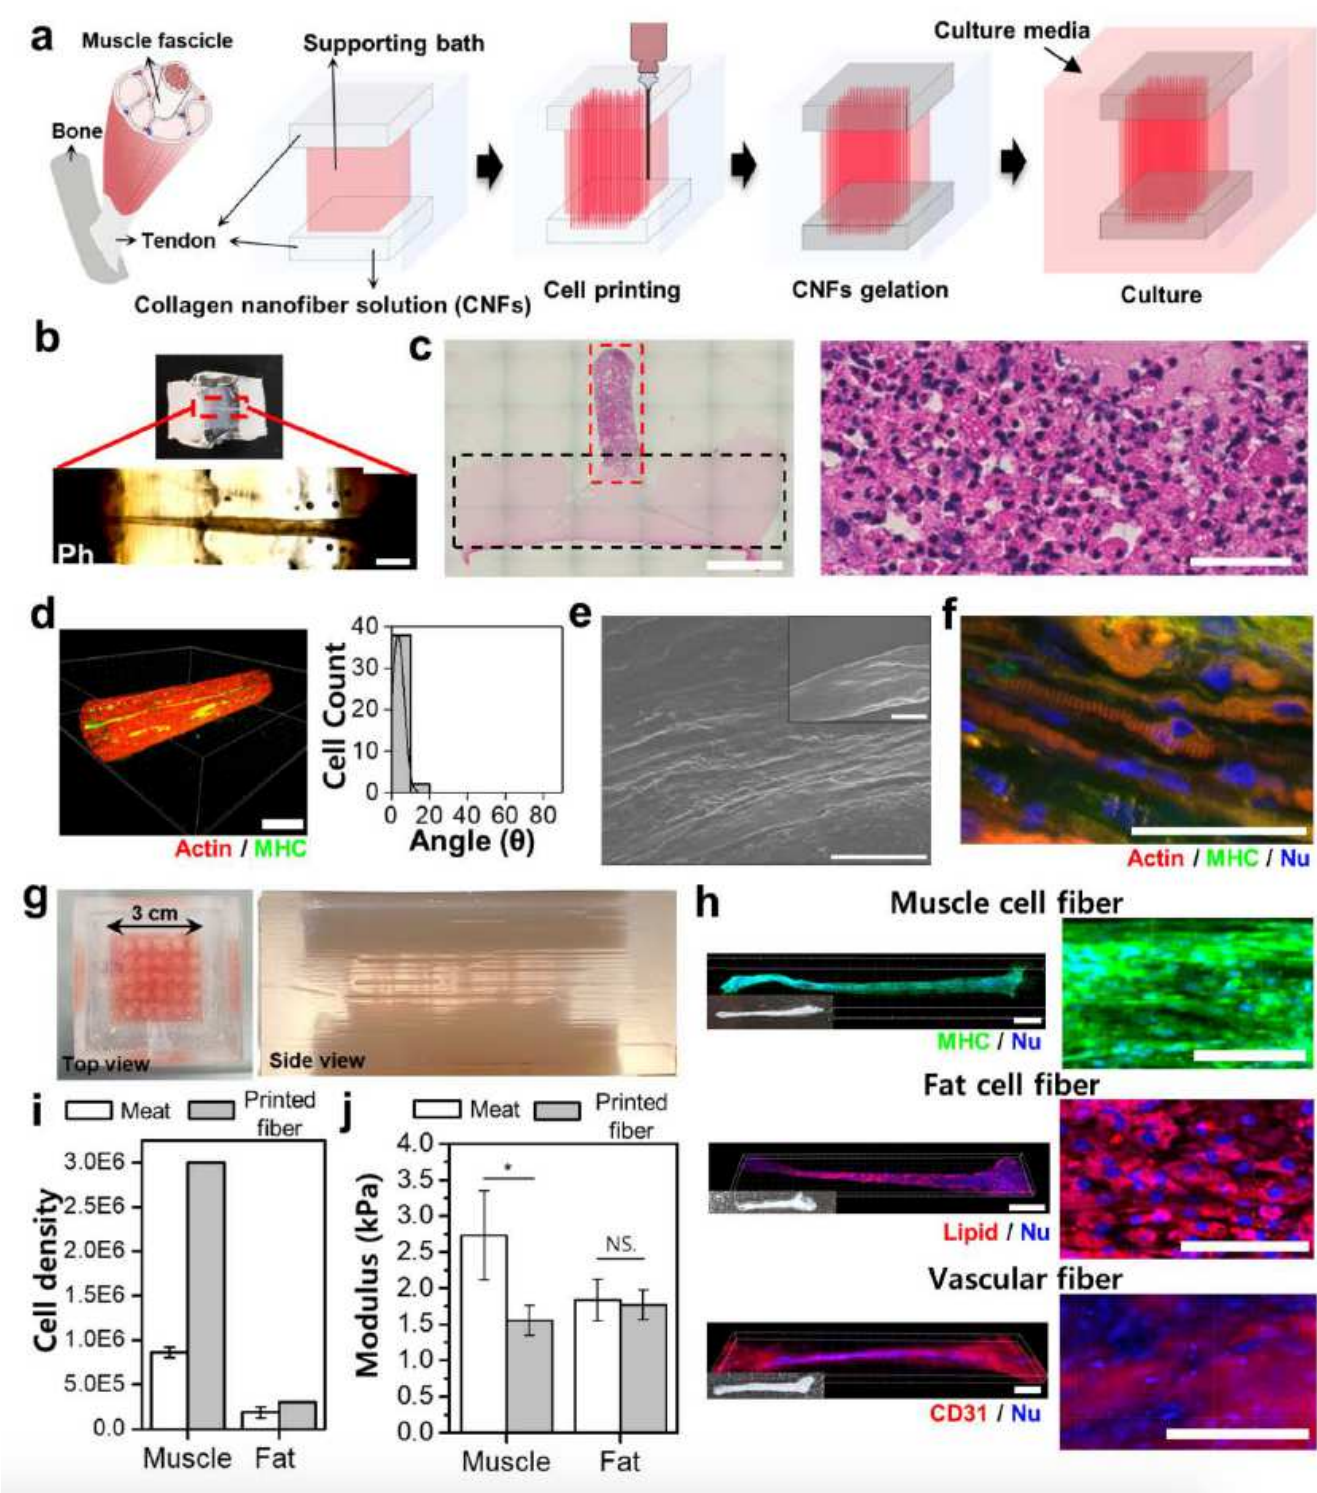 a
Muscle fascicle
Supporting bath
Culture media
Bone
Tendon
Collagen nanofiber solution (CNFs)
Cell printing
CNFs gelation
Culture
b
Ph
c
d
Actin / MHC
Cell Count
40
30
20
10
0
0 20 40 60 80
Angle (θ)
e
f
Actin / MHC / Nu
g
3 cm
Top view
Side view
h
Muscle cell fiber
MHC / Nu
Fat cell fiber
Lipid / Nu
Vascular fiber
CD31 / Nu
i
Meat
Printed
fiber
Cell density
3.0E6
2.5E6
2.0E6
1.5E6
1.0E6
5.0E5
0.0
Muscle Fat
j
Meat
Printed
fiber
Modulus (kPa)
4.0
3.5
3.0
2.5
2.0
1.5
1.0
0.5
0.0
*
NS.
Muscle Fat